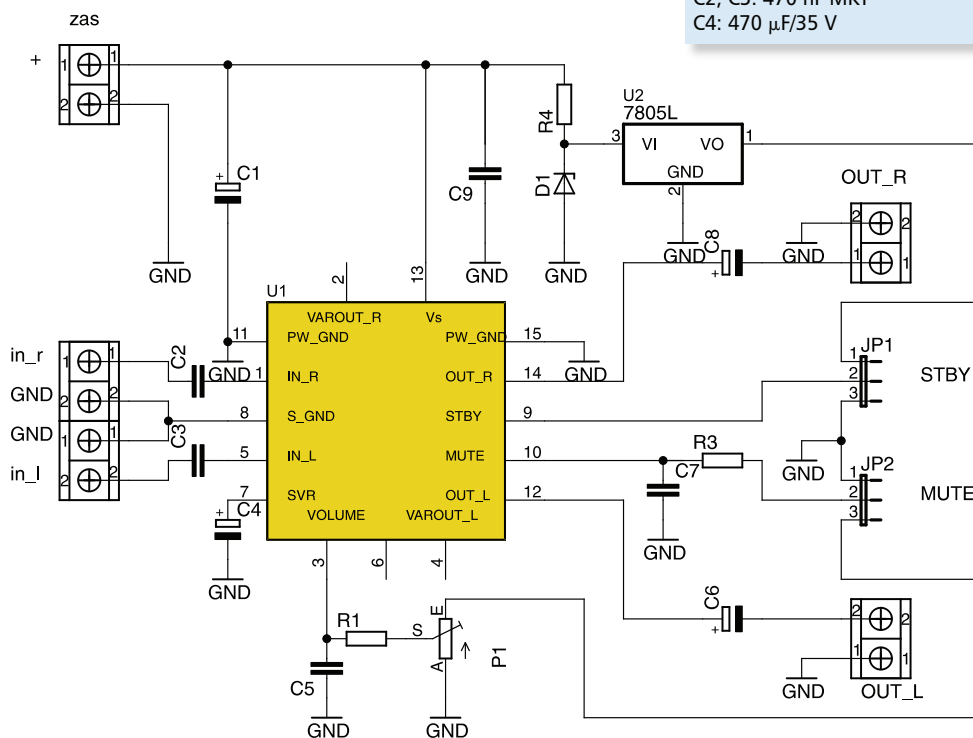 C2, C3: 470 nF MKT
C4: 470 µF/35 V
zas
+
1 1
2 2
GND
C1
+
C9
R4
D1
GND
GND
U2
7805L
3 VI VO 1
GND
2
GND
OUT_R
2 2
1 1
GND
C8
+
U1
2
13
VAROUT_R Vs
11 PW_GND PW_GND 15
GND
GND
in_r
GND
GND
in_l
1 1
2 2
1 1
2 2
C2
C3
1 IN_R OUT_R 14
8 S_GND STBY 9
5 IN_L MUTE 10
7 SVR OUT_L 12
VOLUME VAROUT_L
C4
+
GND
3
6
4
R3
C7
GND
JP1
1
2
3
STBY
GND
JP2
1
2
3
MUTE
R1
C5
GND
S
E
A
P1
GND
C6
+
2 2
1 1
GND
OUT_L